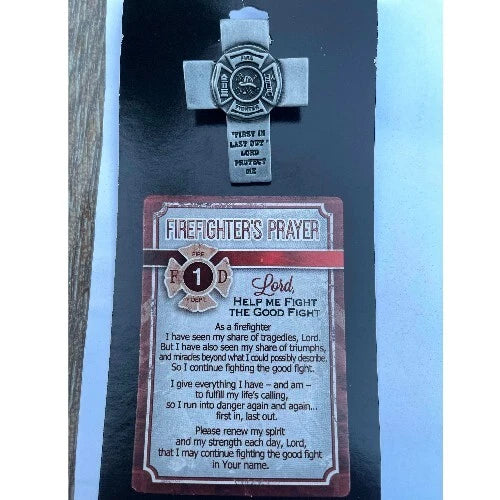 FIRE
FIGHTER
"FIRST IN
LAST OUT"
LORD
PROTECT
ME
FIREFIGHTER'S PRAYER
FIRE
F 1 D
DEPT.
Lord,
HELP ME FIGHT
THE GOOD FIGHT
As a firefighter
I have seen my share of tragedies, Lord.
But I have also seen my share of triumphs,
and miracles beyond what I could possibly describe.
So I continue fighting the good fight.
I give everything I have – and am –
to fulfill my life's calling,
so I run into danger again and again...
first in, last out.
Please renew my spirit
and my strength each day, Lord,
that I may continue fighting the good fight
in Your name.